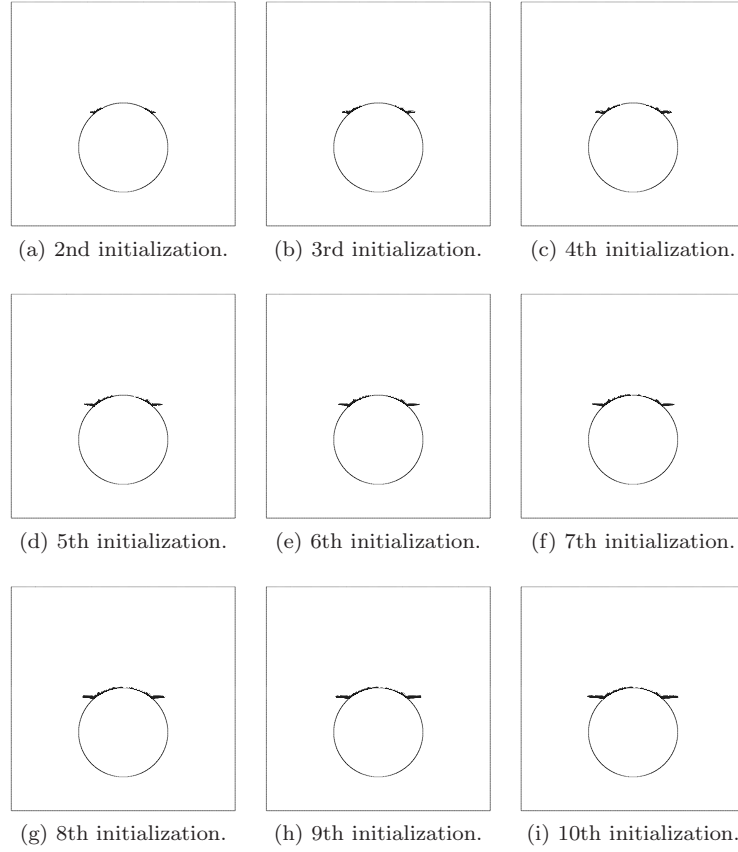 (a) 2nd initialization.
(b) 3rd initialization.
(c) 4th initialization.
(d) 5th initialization.
(e) 6th initialization.
(f) 7th initialization.
(g) 8th initialization.
(h) 9th initialization.
(i) 10th initialization.